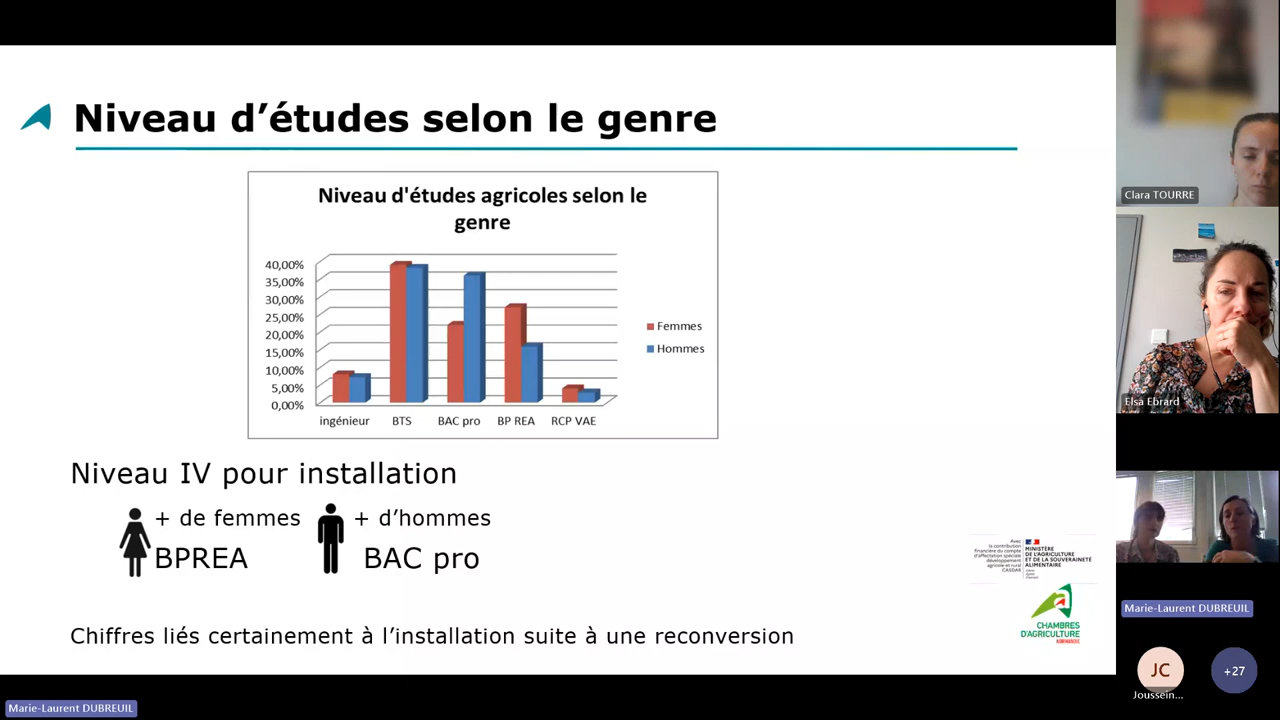 Niveau d’études selon le genre
Niveau d'études agricoles selon le
genre
40,00%
35,00%
30,00%
25,00%
20,00%
15,00%
10,00%
5,00%
0,00%
ingénieur
BTS
BAC pro
BP REA
RCP VAE
Femmes
Hommes
Niveau IV pour installation
+ de femmes
BPREA
+ d’hommes
BAC pro
Chiffres liés certainement à l’installation suite à une reconversion
Avec
la contribution
financière du compte
d'affectation spéciale
développement
agricole et rural
CASDAR
MINISTÈRE
DE L'AGRICULTURE
ET DE LA SOUVERAINETÉ
ALIMENTAIRE
CHAMBRES
D'AGRICULTURE
NORMANDIE
Clara TOURRE
Elsa Ebrard
Marie-Laurent DUBREUIL
JC
Joussein...
+27
Marie-Laurent DUBREUIL